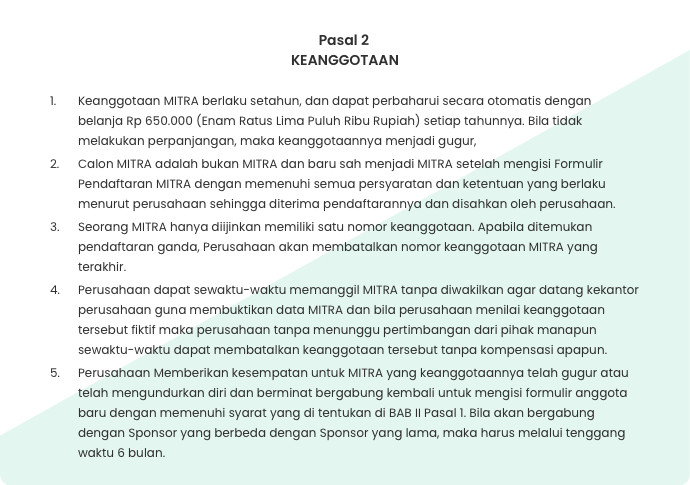 Pasal 2
KEANGGOTAAN
1. Keanggotaan MITRA berlaku setahun, dan dapat perbaharui secara otomatis dengan
belanja Rp 650.000 (Enam Ratus Lima Puluh Ribu Rupiah) setiap tahunnya. Bila tidak
melakukan perpanjangan, maka keanggotaannya menjadi gugur,
2. Calon MITRA adalah bukan MITRA dan baru sah menjadi MITRA setelah mengisi Formulir
Pendaftaran MITRA dengan memenuhi semua persyaratan dan ketentuan yang berlaku
menurut perusahaan sehingga diterima pendaftarannya dan disahkan oleh perusahaan.
3. Seorang MITRA hanya diijinkan memiliki satu nomor keanggotaan. Apabila ditemukan
pendaftaran ganda, Perusahaan akan membatalkan nomor keanggotaan MITRA yang
terakhir.
4. Perusahaan dapat sewaktu-waktu memanggil MITRA tanpa diwakilkan agar datang kekantor
perusahaan guna membuktikan data MITRA dan bila perusahaan menilai keanggotaan
tersebut fiktif maka perusahaan tanpa menunggu pertimbangan dari pihak manapun
sewaktu-waktu dapat membatalkan keanggotaan tersebut tanpa kompensasi apapun.
5. Perusahaan Memberikan kesempatan untuk MITRA yang keanggotaannya telah gugur atau
telah mengundurkan diri dan berminat bergabung kembali untuk mengisi formulir anggota
baru dengan memenuhi syarat yang di tentukan di BAB II Pasal 1. Bila akan bergabung
dengan Sponsor yang berbeda dengan Sponsor yang lama, maka harus melalui tenggang
waktu 6 bulan.